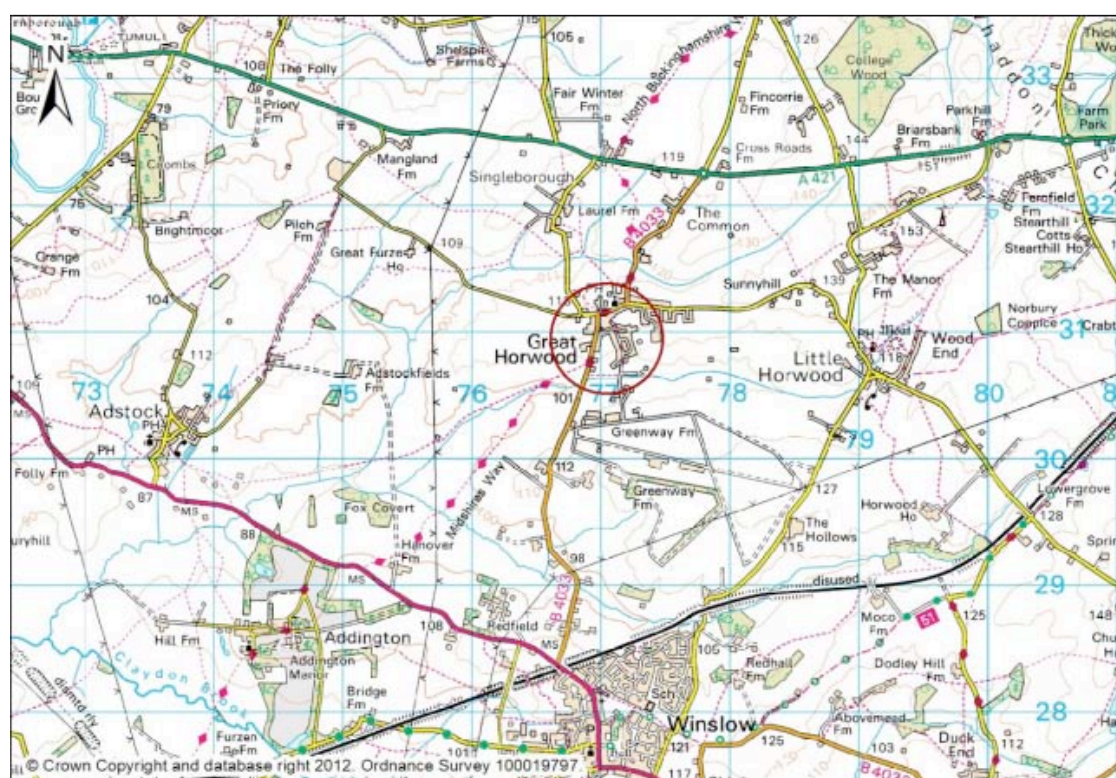 TUMULI
N
108
The Folly
Priory
Fm
79
Coombs
75
Brightmoor
Grange
Fm
104
112
Mangland
Fm
Pilch
Fm
Great Furze
Ho
109
Shelspit
Farms
105
Fair Winter
Fm
North Buckinghamshire W
Singleborough
Laurel Fm
B 4033
119
The
Common
126
Fincorrie
Fm
Cross Roads
Fm
A 421
College
Wood
144
Briarsbank
Fm
151
Parkhill
Fm
33
Farm
Park
32
Fernfield
Fm
Stearthill
Cotts
Stearthill Ho
153
The Manor
Fm
139
Sunnyhill
Norbury
Coppice
31
Great
Horwood
101
Little
Horwood
PH
118
Wood
End
73
74
75
76
77
78
79
80
109
MS
Adstock
PH
Adstockfields
Fm
Greenway Fm
Greenway
Fm
112
127
30
Folly Fm
PH
87
MS
Fox Covert
Midshires Way
Horwood
Ho
Lowergrove
Fm
128
The
Hollows
115
88
Hanover
Fm
MS
98
29
disused
B 4033
Moco
Fm
51
125
148
Hill Fm
Addington
Addington
Manor
108
Redfield
MS
105
Redhall
Fm
Dodley Hill
Fm
Claydon Brook
dismtd rly
Bridge
Fm
Furzen
Fm
101
Sch
P
Winslow
121
125
Abovemead
Fm
103
28
Duck
End
112
117
B 4032
© Crown Copyright and database right 2012. Ordnance Survey 100019797.